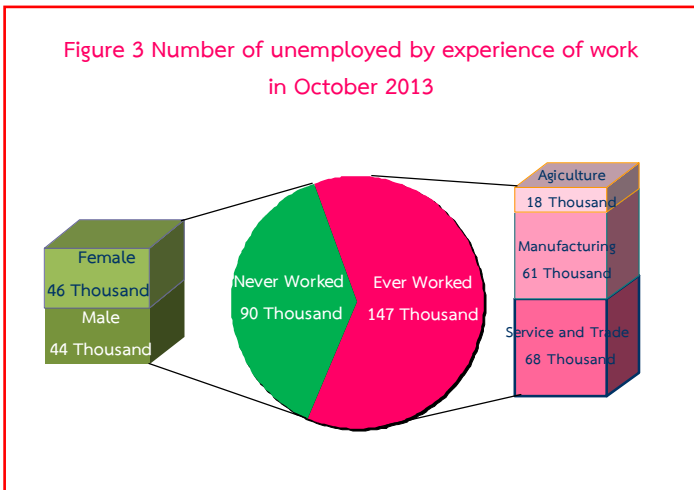 Figure 3 Number of unemployed by experience of work
in October 2013
Female
46 Thousand
Male
44 Thousand
Never Worked
90 Thousand
Ever Worked
147 Thousand
Agiculture
18 Thousand
Manufacturing
61 Thousand
Service and Trade
68 Thousand